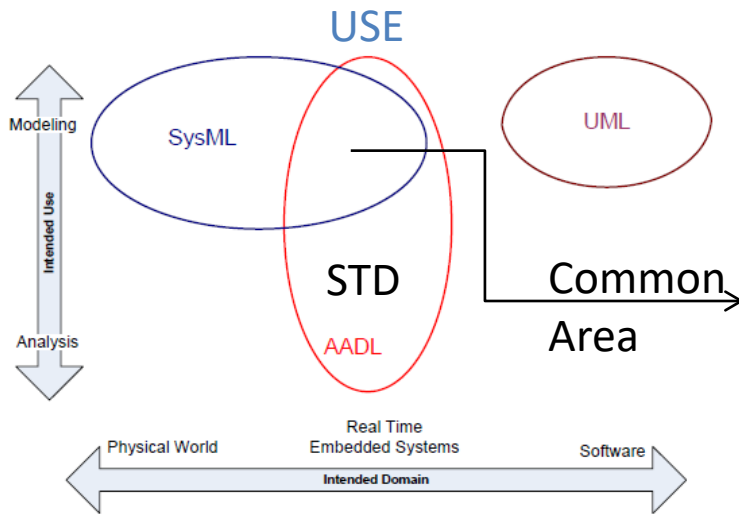 USE
Modeling
SysML
UML
Intended Use
STD
Common
Area
Analysis
AADL
Real Time
Physical World
Embedded Systems
Software
Intended Domain